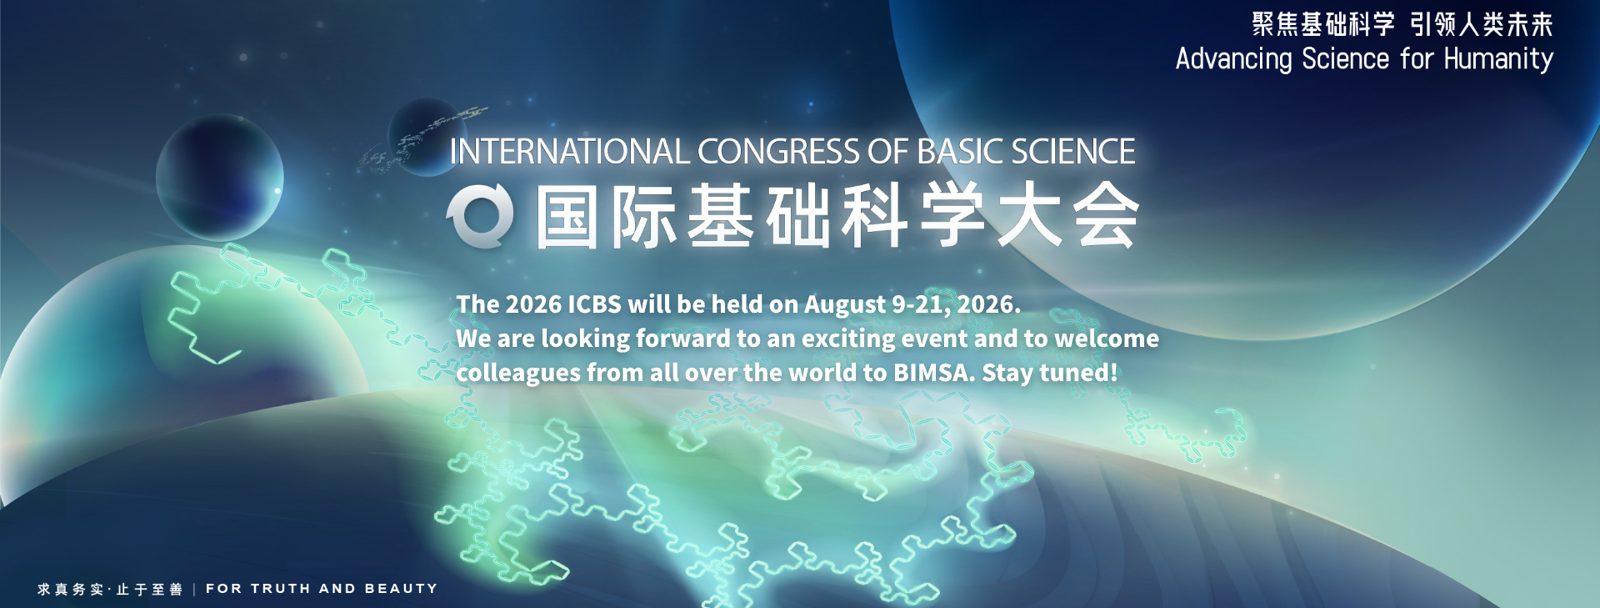 聚焦基础科学 引领人类未来
Advancing Science for Humanity
INTERNATIONAL CONGRESS OF BASIC SCIENCE
国际基础科学大会
The 2026 ICBS will be held on August 9-21, 2026.
We are looking forward to an exciting event and to welcome
colleagues from all over the world to BIMSA. Stay tuned!
求真务实·止于至善 | FOR TRUTH AND BEAUTY